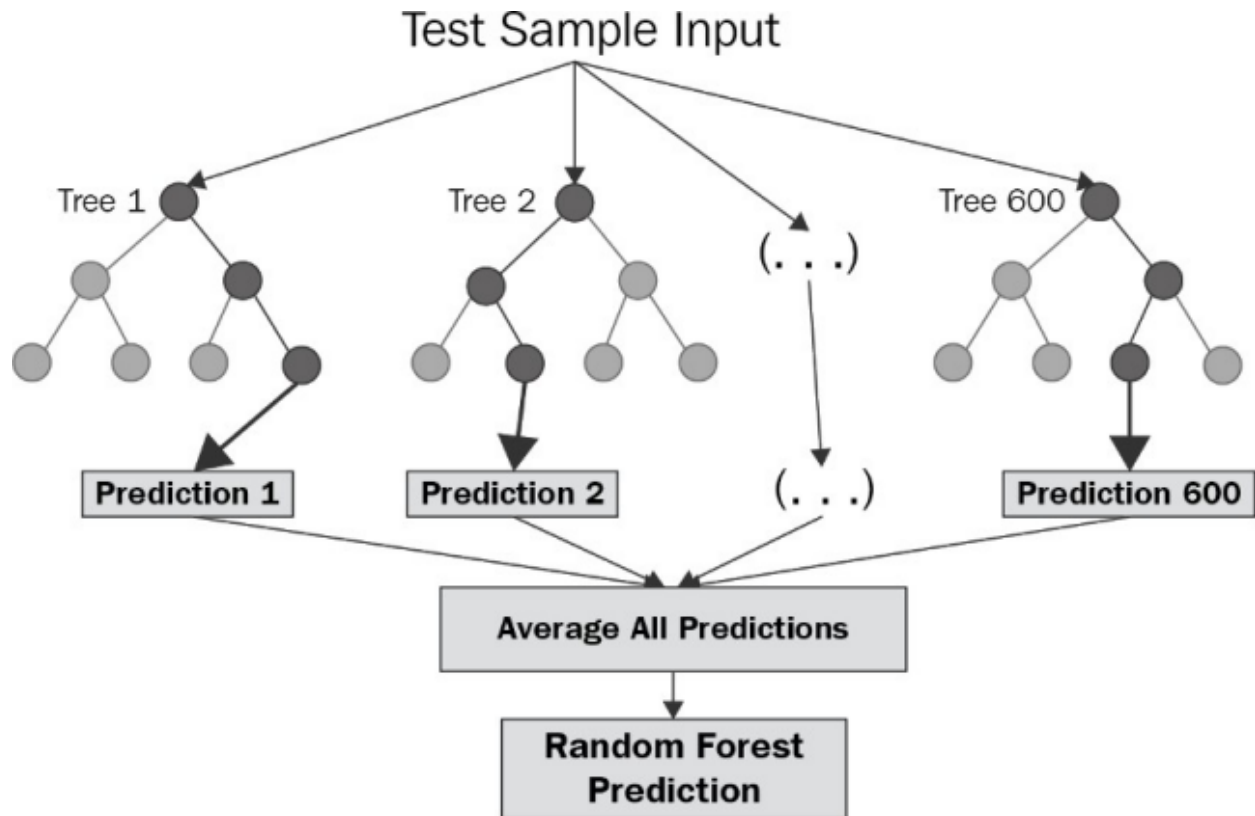 Test Sample Input
Tree 1
Tree 2
Tree 600
(. . .)
(. . .)
Prediction 1
Prediction 2
Prediction 600
Average All Predictions
Random Forest
Prediction